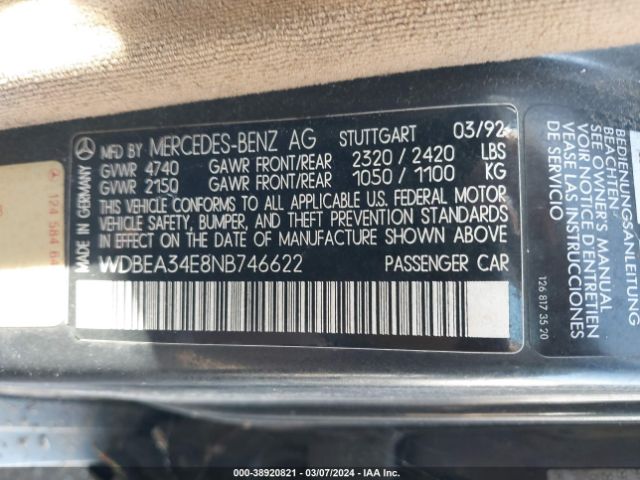 MFD BY MERCEDES-BENZ AG STUTTGART 03/92
GVWR 4740 GAWR FRONT/REAR 2320 / 2420 LBS
GVWR 2150 GAWR FRONT/REAR 1050 / 1100 KG
THIS VEHICLE CONFORMS TO ALL APPLICABLE U.S. FEDERAL MOTOR
VEHICLE SAFETY, BUMPER, AND THEFT PREVENTION STANDARDS
IN EFFECT ON THE DATE OF MANUFACTURE SHOWN ABOVE
WDBEA34E8NB746622 PASSENGER CAR
MADE IN GERMANY
124 584
BEDIENUNGSANLEITUNG
BEACHTEN
SEE OWNER'S MANUAL
VOIR NOTICE D'ENTRETIEN
VEASE INSTRUCCIONES
DE SERVICIO
126 817 35 20
000-38920821 - 03/07/2024 - IAA Inc.